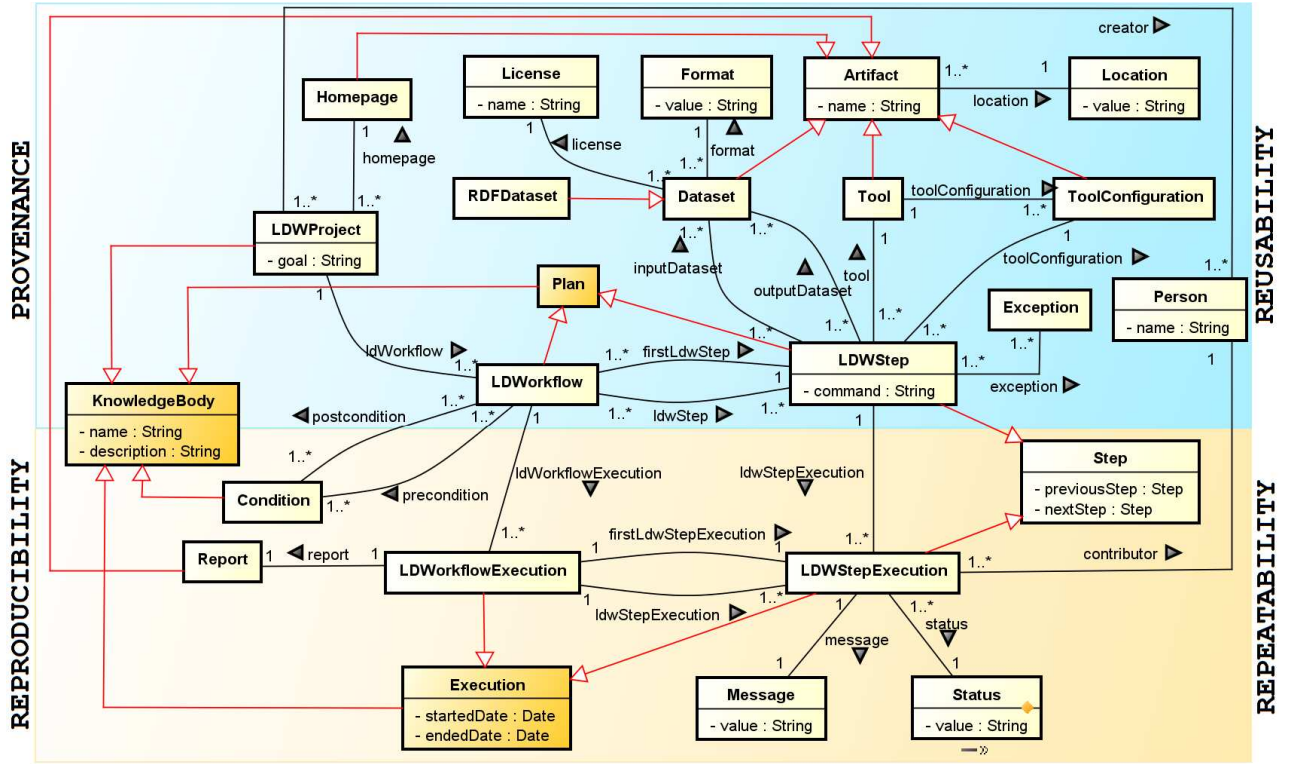 creator
License
- name : String
Format
- value : String
Artifact
- name : String
1..*
1
location
Location
- value : String
Homepage
1
homepage
1
license
1
format
1..*
1..*
PROVENANCE
REUSABILITY
RDFDataset
Dataset
Tool
toolConfiguration
1
1..*
ToolConfiguration
1..*
1..*
LDWProject
- goal : String
1
1..*
inputDataset
1..*
outputDataset
tool
1
1
toolConfiguration
1..*
Plan
Exception
Person
- name : String
1..*
1..*
1..*
1..*
1..*
1
ldWorkflow
1..*
LDWorkflow
1..*
firstLdwStep
1
LDWStep
- command : String
1..*
exception
1..*
ldwStep
1..*
1
KnowledgeBody
- name : String
- description : String
postcondition
1..*
1..*
1
1..*
precondition
1..*
Condition
ldWorkflowExecution
ldwStepExecution
Step
- previousStep : Step
- nextStep : Step
REPRODUCIBILITY
REPEATABILITY
1..*
firstLdwStepExecution
1..*
Report
1
report
1
LDWorkflowExecution
1
1
LDWStepExecution
1..*
contributor
1
ldwStepExecution
1..*
1
message
1..*
status
1
1
Execution
- startedDate : Date
- endedDate : Date
Message
- value : String
Status
- value : String